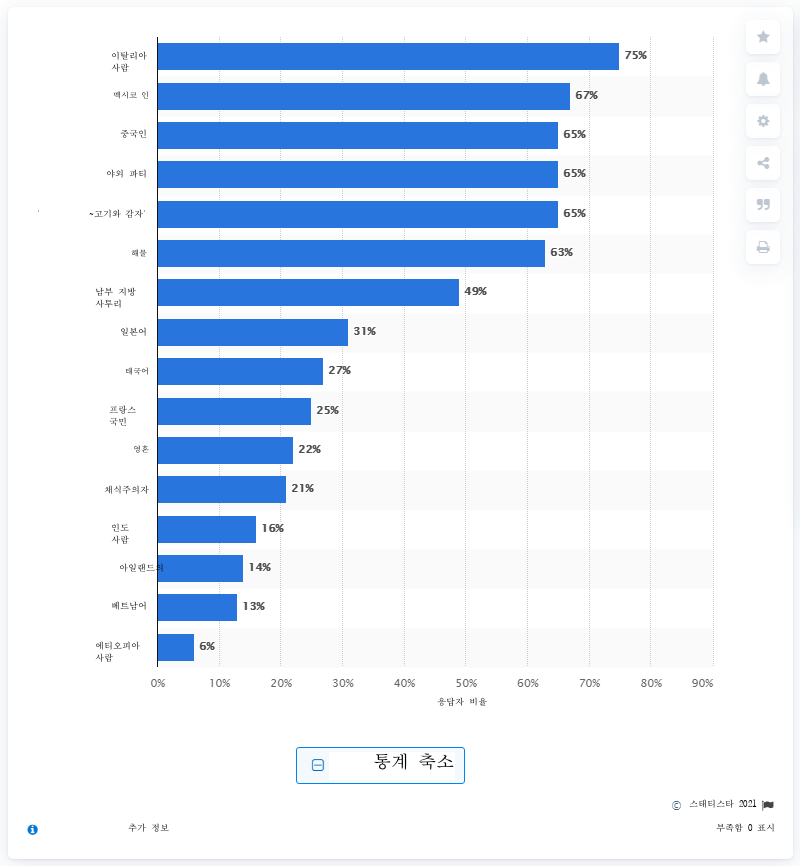 이탈리아
사람
75%
멕시코 인
67%
중국인
65%
야외 파티
65%
~고기와 감자'
65%
해물
63%
남부 지방
사투리
49%
일본어
31%
태국어
27%
프랑스
국민
25%
영혼
22%
채식주의자
21%
인도
사람
16%
아일랜드의
14%
베트남어
13%
에티오피아
사람
6%
0% 10% 20% 30% 40% 50% 60% 70% 80% 90%
응답자 비율
통계 축소
© 스태티스타 2021
추가 정보
부족함 0 표시